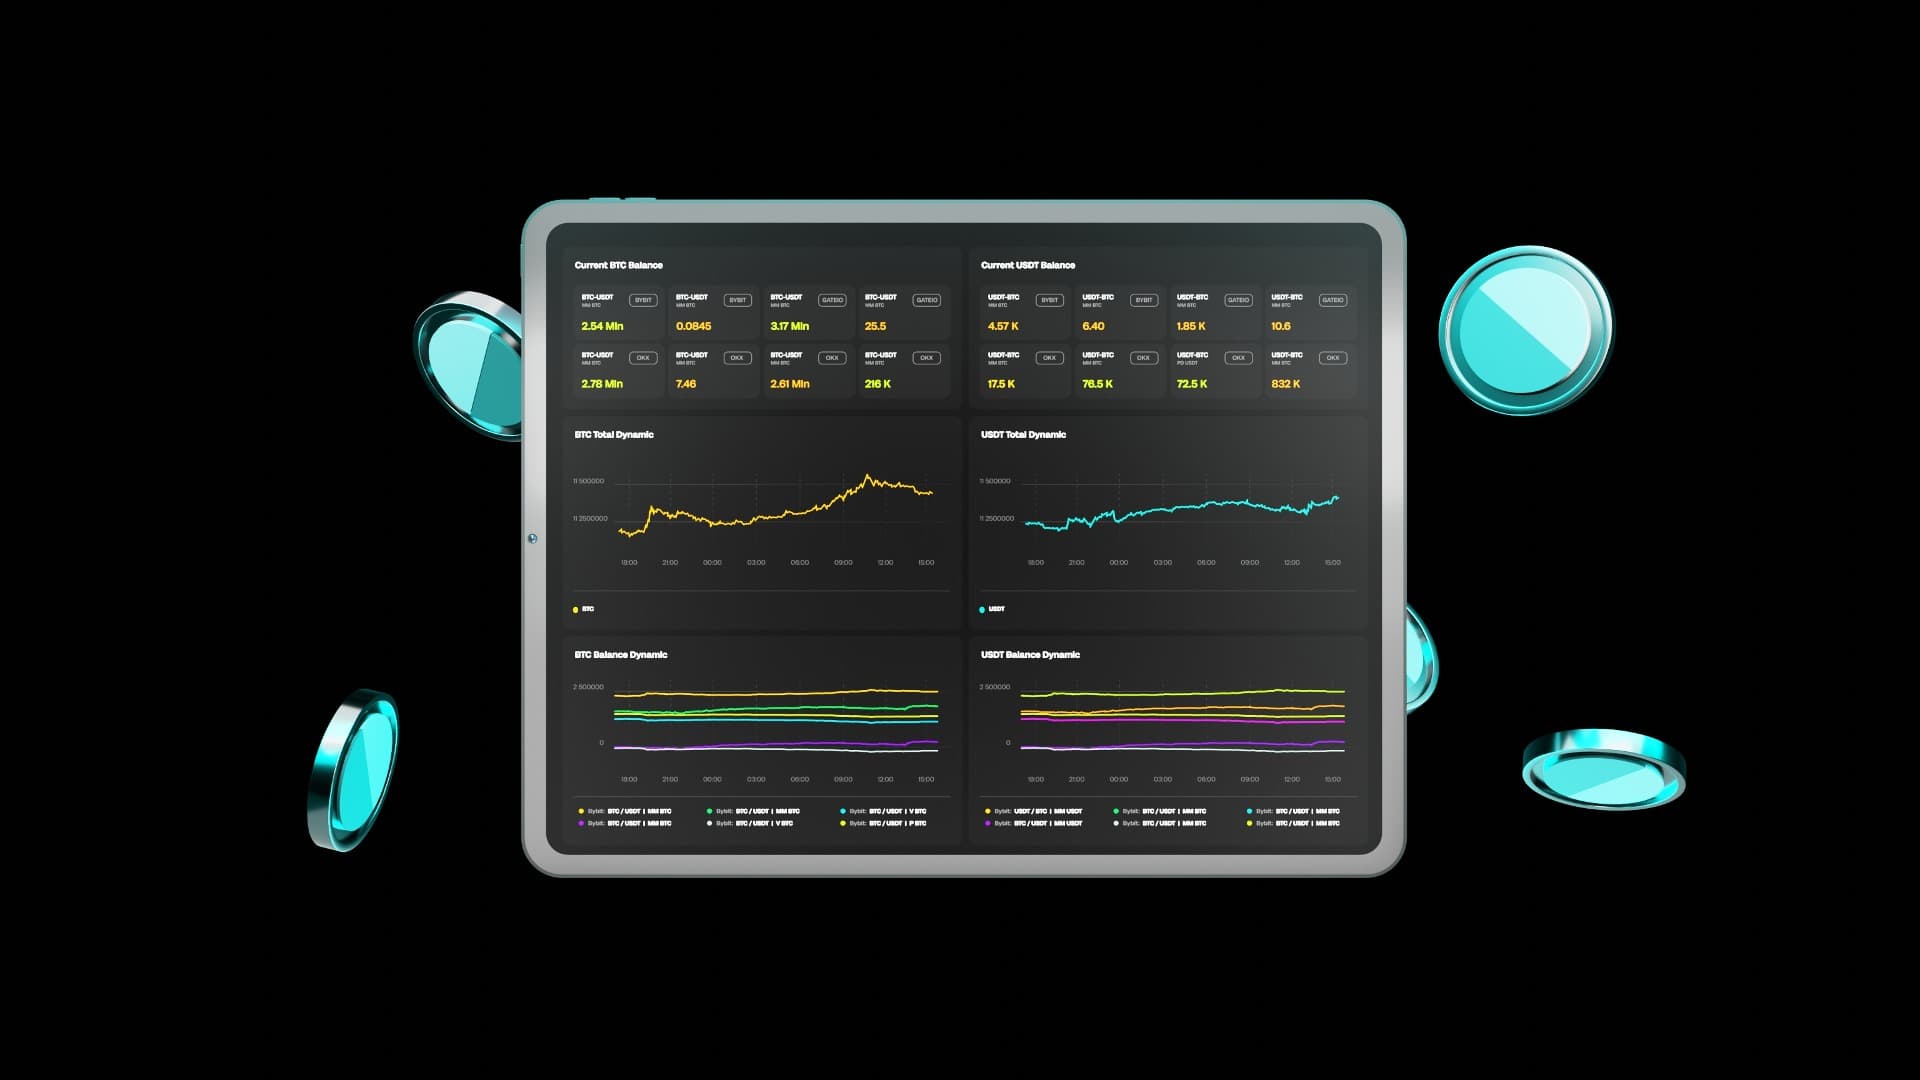 Current BTC Balance
BTC-USDT BYBIT BTC-USDT BYBIT BTC-USDT GATEIO BTC-USDT GATEIO
MM BTC MM BTC MM BTC MM BTC
2.54 Mln 0.0845 3.17 Mln 25.5
BTC-USDT OKX BTC-USDT OKX BTC-USDT OKX BTC-USDT OKX
MM BTC MM BTC MM BTC MM BTC
2.78 Mln 7.46 2.61 Mln 216 K
Current USDT Balance
USDT-BTC BYBIT USDT-BTC BYBIT USDT-BTC GATEIO USDT-BTC GATEIO
MM BTC MM BTC MM BTC MM BTC
4.57 K 6.40 1.85 K 10.6
USDT-BTC OKX USDT-BTC OKX USDT-BTC OKX USDT-BTC OKX
MM BTC MM BTC PD USDT MM BTC
17.5 K 76.5 K 72.5 K 832 K
BTC Total Dynamic
11 500000
11 2500000
18:00 21:00 00:00 03:00 06:00 09:00 12:00 15:00
BTC
USDT Total Dynamic
11 500000
11 2500000
18:00 21:00 00:00 03:00 06:00 09:00 12:00 15:00
USDT
BTC Balance Dynamic
2 500000
0
18:00 21:00 00:00 03:00 06:00 09:00 12:00 15:00
Bybit: BTC / USDT | MM BTC Bybit: BTC / USDT | MM BTC Bybit: BTC / USDT | V BTC
Bybit: BTC / USDT | MM BTC Bybit: BTC / USDT | V BTC Bybit: BTC / USDT | P BTC
USDT Balance Dynamic
2 500000
0
18:00 21:00 00:00 03:00 06:00 09:00 12:00 15:00
Bybit: USDT / BTC | MM USDT Bybit: BTC / USDT | MM BTC Bybit: BTC / USDT | MM BTC
Bybit: BTC / USDT | MM USDT Bybit: BTC / USDT | MM BTC Bybit: BTC / USDT | MM BTC